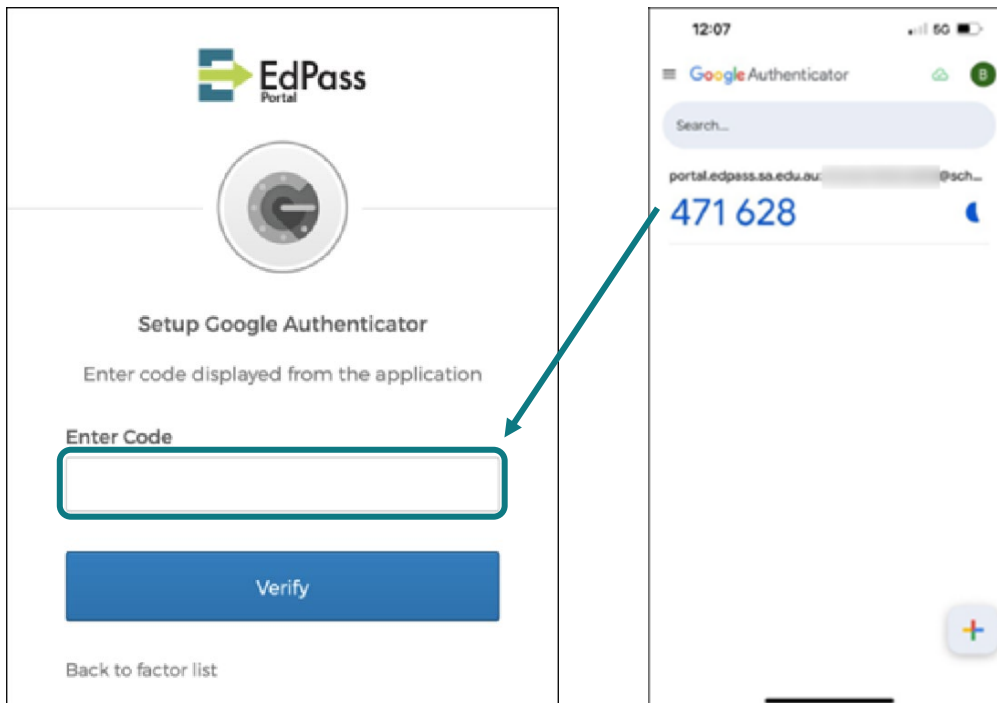 EdPass
Portal
Setup Google Authenticator
Enter code displayed from the application
Enter Code
Verify
Back to factor list
12:07
5G
Google Authenticator
B
Search...
portal.edpass.sa.edu.au: @sch...
471 628